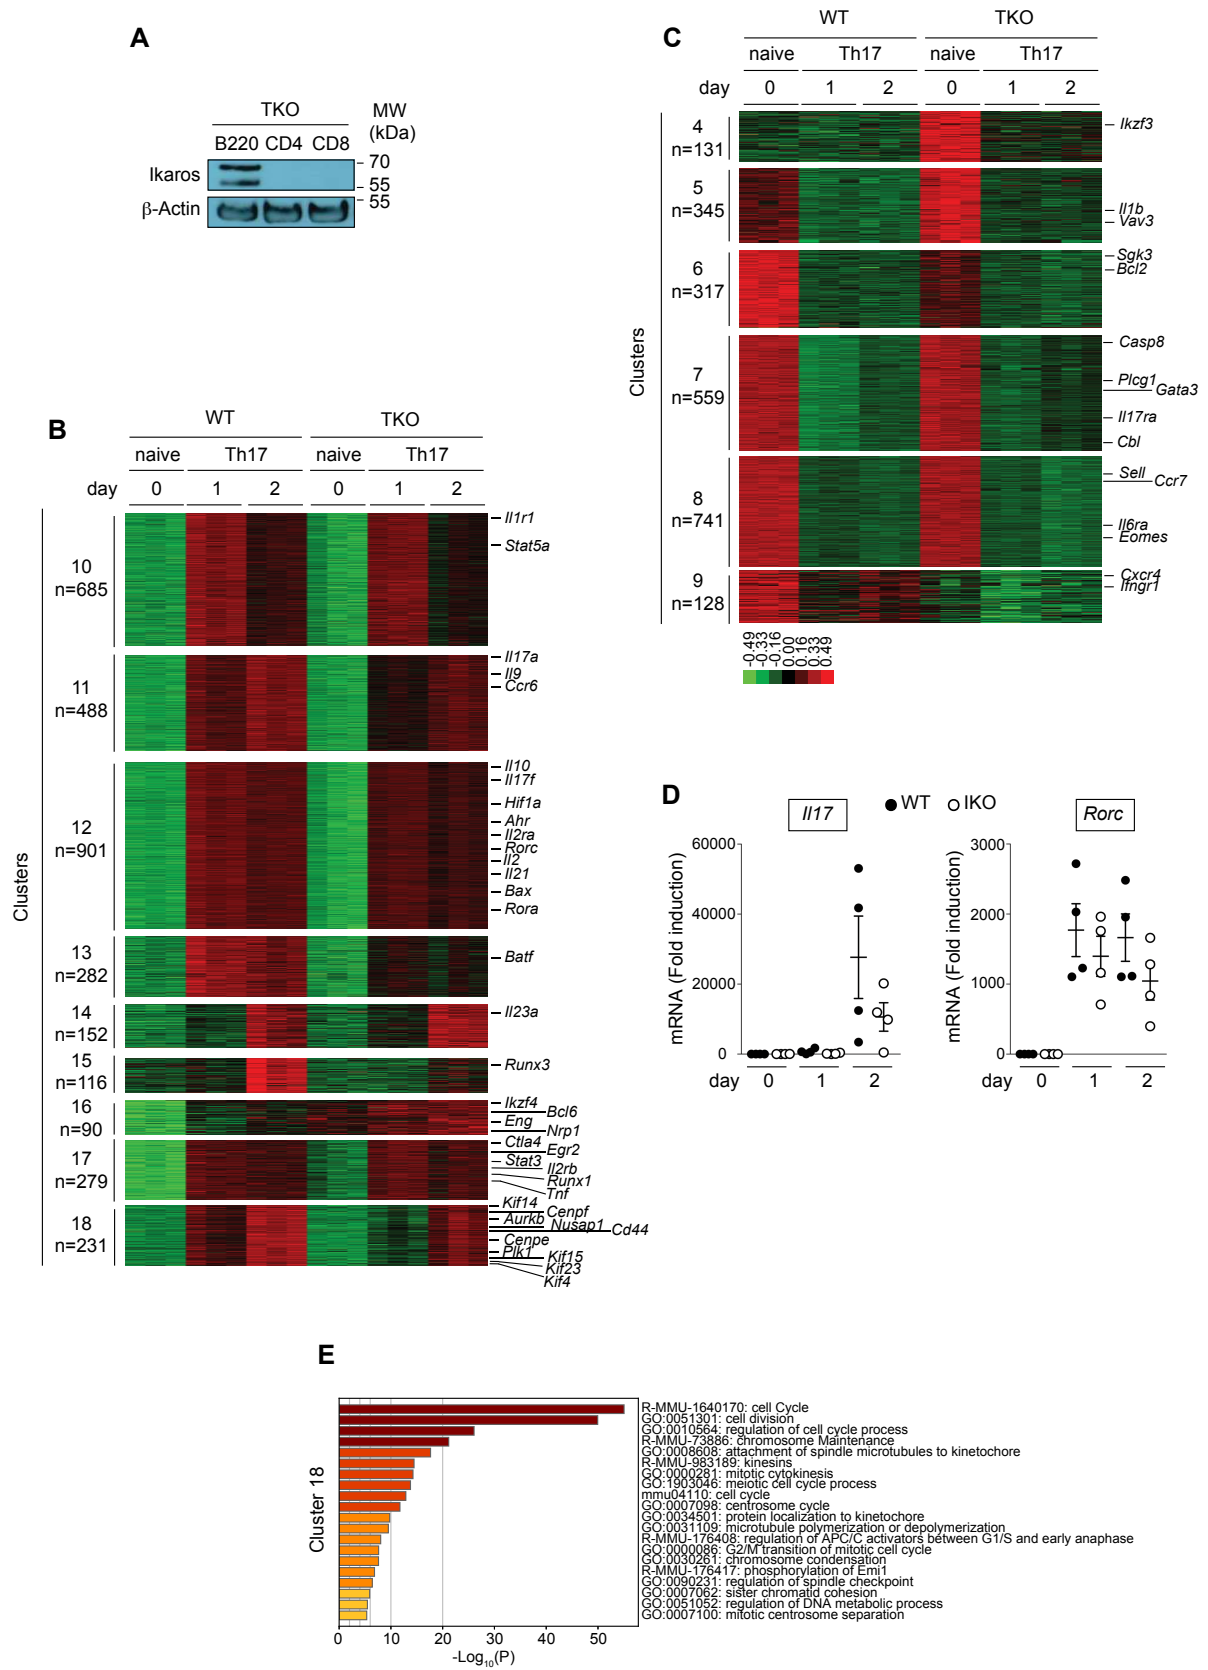 A
TKO
MW
(kDa)
B220 CD4 CD8
Ikaros
70
55
β-Actin
55
B
WT TKO
naive Th17 naive Th17
day 0 1 2 0 1 2
Clusters
10
n=685
Il1r1
Stat5a
11
n=488
Il17a
Il9
Ccr6
12
n=901
Il10
Il17f
Hif1a
Ahr
Il2ra
Rorc
Il2
Il21
Bax
Rora
13
n=282
Batf
14
n=152
Il23a
15
n=116
Runx3
16
n=90
Ikzf4
Bcl6
Eng
Nrp1
17
n=279
Ctla4
Egr2
Stat3
Il2rb
Runx1
Tnf
18
n=231
Kif14
Cenpf
Aurkb
Nusap1
Cd44
Cenpe
Plk1
Kif15
Kif23
Kif4
C
WT TKO
naive Th17 naive Th17
day 0 1 2 0 1 2
Clusters
4
n=131
Ikzf3
5
n=345
Il1b
Vav3
6
n=317
Sgk3
Bcl2
7
n=559
Casp8
Plcg1
Gata3
Il17ra
Cbl
8
n=741
Sell
Ccr7
Il6ra
Eomes
9
n=128
Cxcr4
Ifngr1
-0.49
-0.33
-0.16
0.00
0.16
0.33
0.49
D
Il17
WT IKO
Rorc
mRNA (Fold induction)
60000
40000
20000
0
day 0 1 2
mRNA (Fold induction)
3000
2000
1000
0
day 0 1 2
E
Cluster 18
R-MMU-1640170: cell Cycle
GO:0051301: cell division
GO:0010564: regulation of cell cycle process
R-MMU-73886: chromosome Maintenance
GO:0008608: attachment of spindle microtubules to kinetochore
R-MMU-983189: kinesins
GO:0000281: mitotic cytokinesis
GO:1903046: meiotic cell cycle process
mmu04110: cell cycle
GO:0007098: centrosome cycle
GO:0034501: protein localization to kinetochore
GO:0031109: microtubule polymerization or depolymerization
R-MMU-176408: regulation of APC/C activators between G1/S and early anaphase
GO:0000086: G2/M transition of mitotic cell cycle
GO:0030261: chromosome condensation
R-MMU-176417: phosphorylation of Emi1
GO:0090231: regulation of spindle checkpoint
GO:0007062: sister chromatid cohesion
GO:0051052: regulation of DNA metabolic process
GO:0007100: mitotic centrosome separation
0 10 20 30 40 50
-Log10(P)